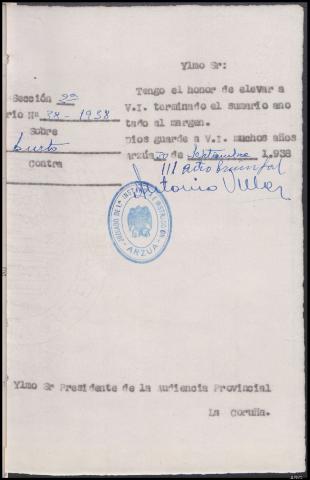 Ylmo Sr:
Tengo el honor de elevar a
Sección 2ª
V.I. terminado el sumario ano
rio Nº 38-1938
tado al margen.
Sobre
Dios guarde a V.I. muchos años
Arzúa 20 de Septiembre 1.938
Contra
III año triunfal
Antonio
JUZGADO DE
ARZUA
Ylmo Sr Presidente de la Audiencia Provincial
La Coruña.